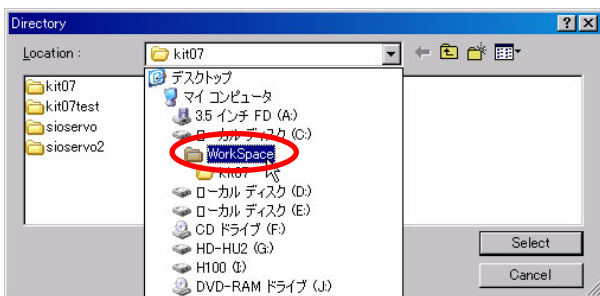 Directory
Location :
kit07
kit07
kit07test
sioservo
sioservo2
デスクトップ
マイ コンピュータ
3.5 インチ FD (A:)
ローカル ディスク (C:)
WorkSpace
kit07
ローカル ディスク (D:)
ローカル ディスク (E:)
CD ドライブ (F:)
HD-HU2 (G:)
H100 (I:)
DVD-RAM ドライブ (J:)
Select
Cancel